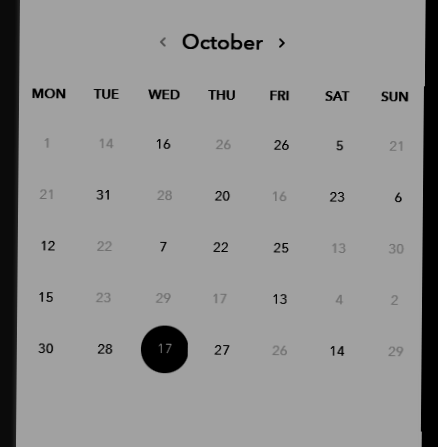 ‹ October ›
MON TUE WED THU FRI SAT SUN
1 14 16 26 26 5 21
21 31 28 20 16 23 6
12 22 7 22 25 13 30
15 23 29 17 13 4 2
30 28 17 27 26 14 29